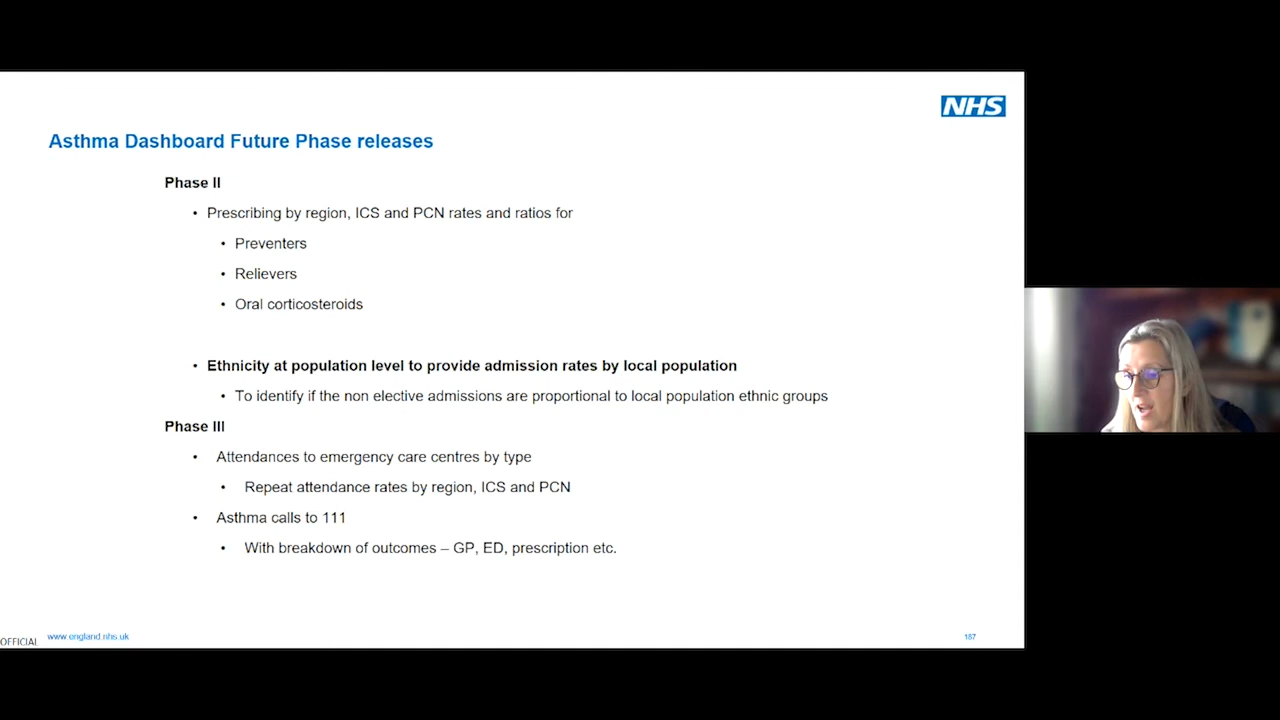 NHS
Asthma Dashboard Future Phase releases
Phase II
• Prescribing by region, ICS and PCN rates and ratios for
• Preventers
• Relievers
• Oral corticosteroids
• Ethnicity at population level to provide admission rates by local population
• To identify if the non elective admissions are proportional to local population ethnic groups
Phase III
• Attendances to emergency care centres by type
• Repeat attendance rates by region, ICS and PCN
• Asthma calls to 111
• With breakdown of outcomes – GP, ED, prescription etc.
OFFICIAL www.england.nhs.uk 187